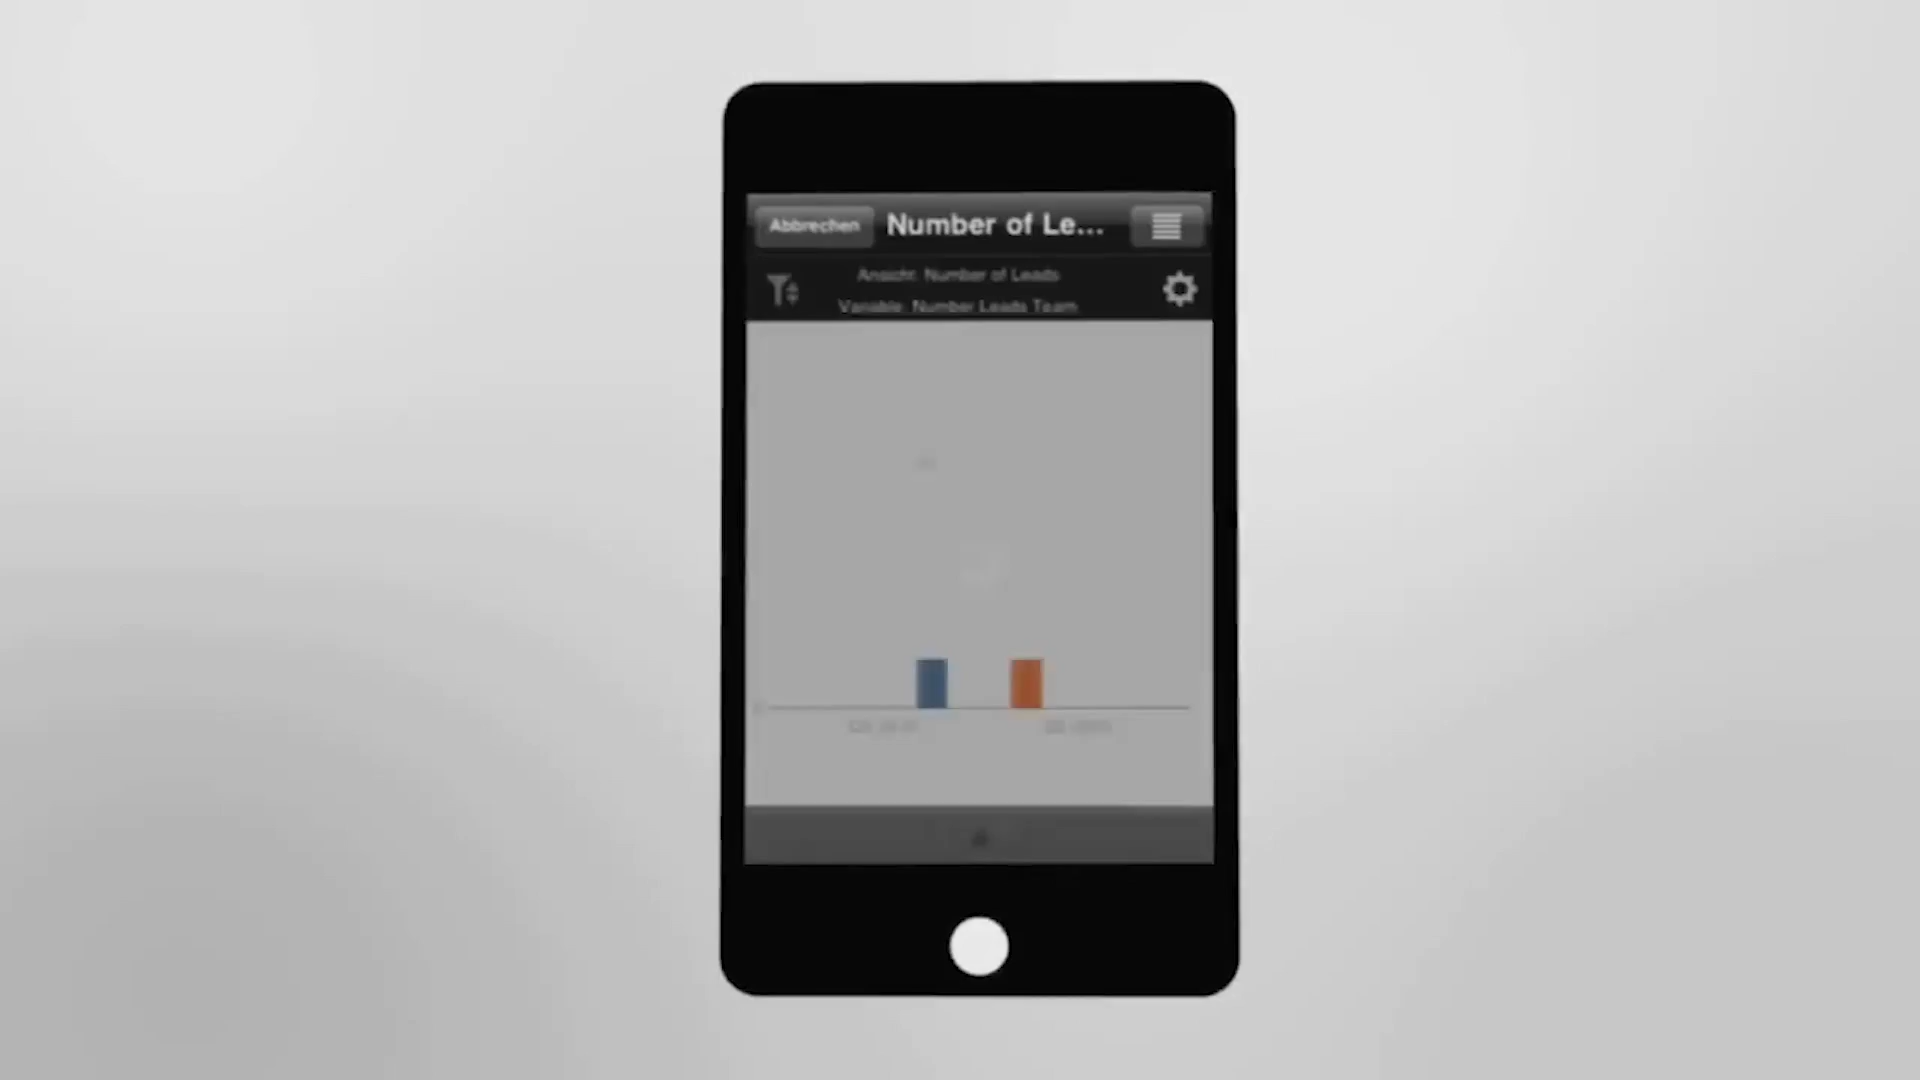 Abbrechen
Number of Le...
Ansicht: Number of Leads
Variable: Number Leads Team